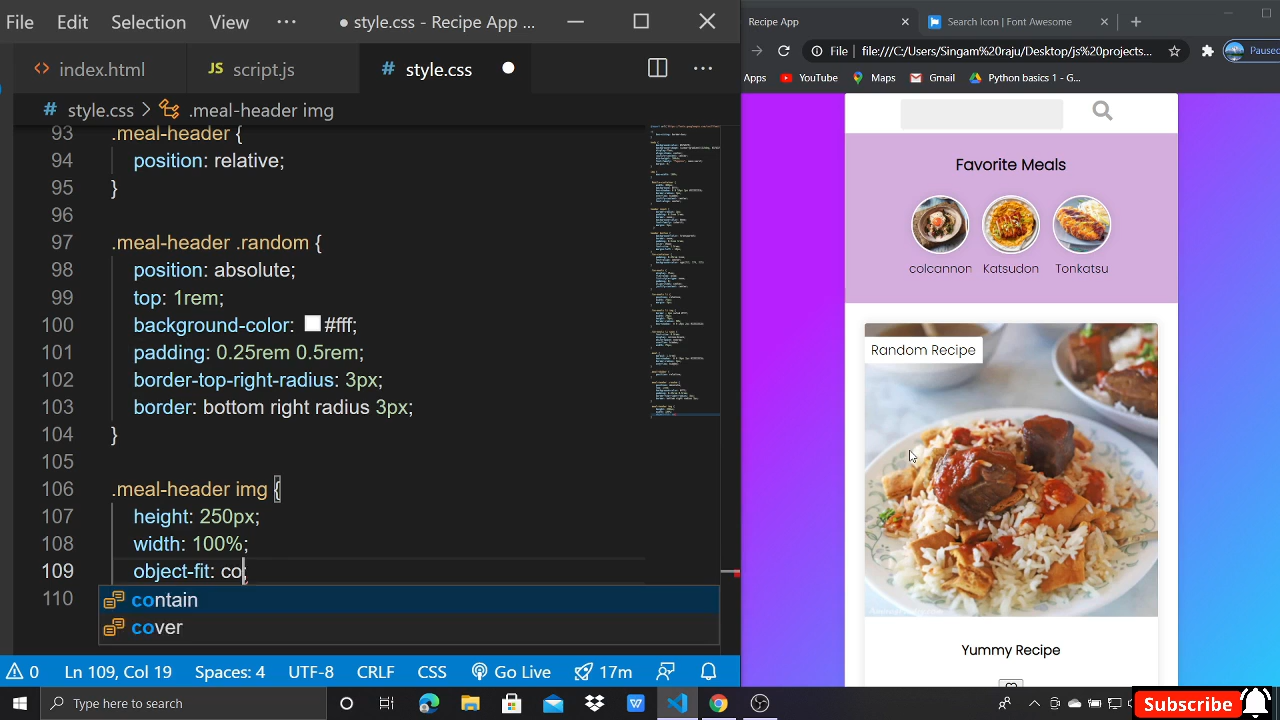 File Edit Selection View ··· ● style.css - Recipe App ...
index.html
JS script.js
# style.css
# style.css > .meal-header img
93 .meal-header {
94 position: relative;
95 }
96
97 .meal-header .random {
98 position: absolute;
99 top: 1rem;
100 background-color: #fff;
101 padding: 0.3rem 0.5rem;
102 border-top-right-radius: 3px;
103 border: bottom right radius 3p
104 }
105
106 .meal-header img {
107 height: 250px;
108 width: 100%;
109 object-fit: co;
110
contain
cover
0 Ln 109, Col 19 Spaces: 4 UTF-8 CRLF CSS Go Live 17m
Type here to search
Recipe App
Search Icon | Font Awesome
File file:///C:/Users/Singam%20raju/Desktop/js%20projects...
Paused
Apps YouTube Maps Gmail Python basics 1 - G...
Favorite Meals
Random Recipe
Yummy Recipe
Subscribe